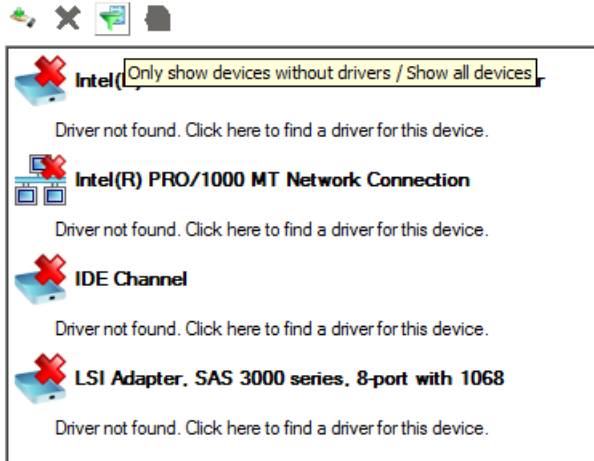 Only show devices without drivers / Show all devices
Intel(
Driver not found. Click here to find a driver for this device.
Intel(R) PRO/1000 MT Network Connection
Driver not found. Click here to find a driver for this device.
IDE Channel
Driver not found. Click here to find a driver for this device.
LSI Adapter, SAS 3000 series, 8-port with 1068
Driver not found. Click here to find a driver for this device.